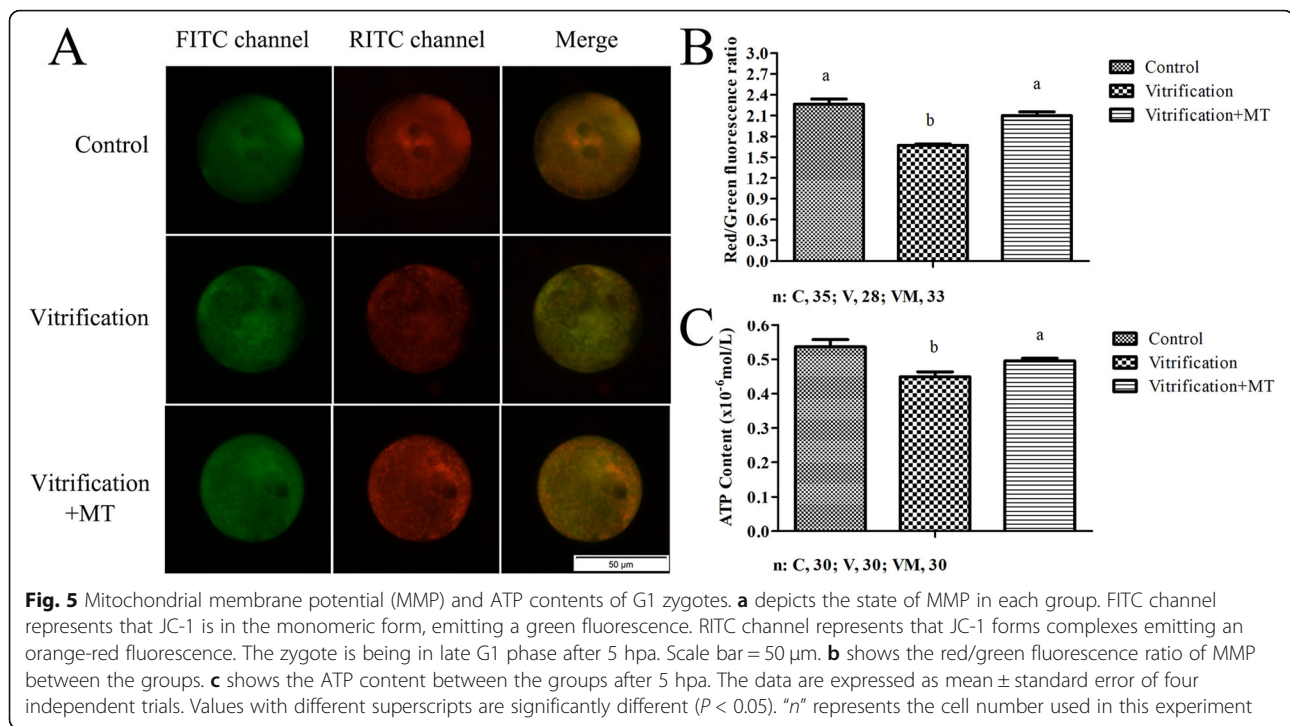 A
FITC channel
RITC channel
Merge
Control
Vitrification
Vitrification
+MT
50 μm
B
Red/Green fluorescence ratio
3.0
2.7
2.4
2.1
1.8
1.5
1.2
0.9
0.6
0.3
0.0
a
b
a
Control
Vitrification
Vitrification+MT
n: C, 35; V, 28; VM, 33
C
ATP Content (x10⁻⁶mol/L)
0.6
0.5
0.4
0.3
0.2
0.1
0.0
b
a
Control
Vitrification
Vitrification+MT
n: C, 30; V, 30; VM, 30
Fig. 5 Mitochondrial membrane potential (MMP) and ATP contents of G1 zygotes. a depicts the state of MMP in each group. FITC channel
represents that JC-1 is in the monomeric form, emitting a green fluorescence. RITC channel represents that JC-1 forms complexes emitting an
orange-red fluorescence. The zygote is being in late G1 phase after 5 hpa. Scale bar = 50 μm. b shows the red/green fluorescence ratio of MMP
between the groups. c shows the ATP content between the groups after 5 hpa. The data are expressed as mean ± standard error of four
independent trials. Values with different superscripts are significantly different (P < 0.05). “n” represents the cell number used in this experiment